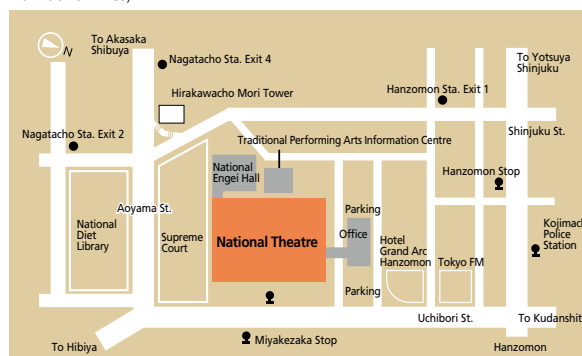 To Akasaka
Shibuya
N
Nagatacho Sta. Exit 4
To Yotsuya
Shinjuku
Hirakawacho Mori Tower
Hanzomon Sta. Exit 1
Nagatacho Sta. Exit 2
Shinjuku St.
Traditional Performing Arts Information Centre
National
Engei Hall
Hanzomon Stop
Aoyama St.
Parking
National
Diet
Library
Supreme
Court
National Theatre
Office
Hotel
Grand Arc
Hanzomon
Tokyo FM
Kojimac
Police
Station
Parking
Uchibori St.
To Kudanshit
To Hibiya
Miyakezaka Stop
Hanzomon